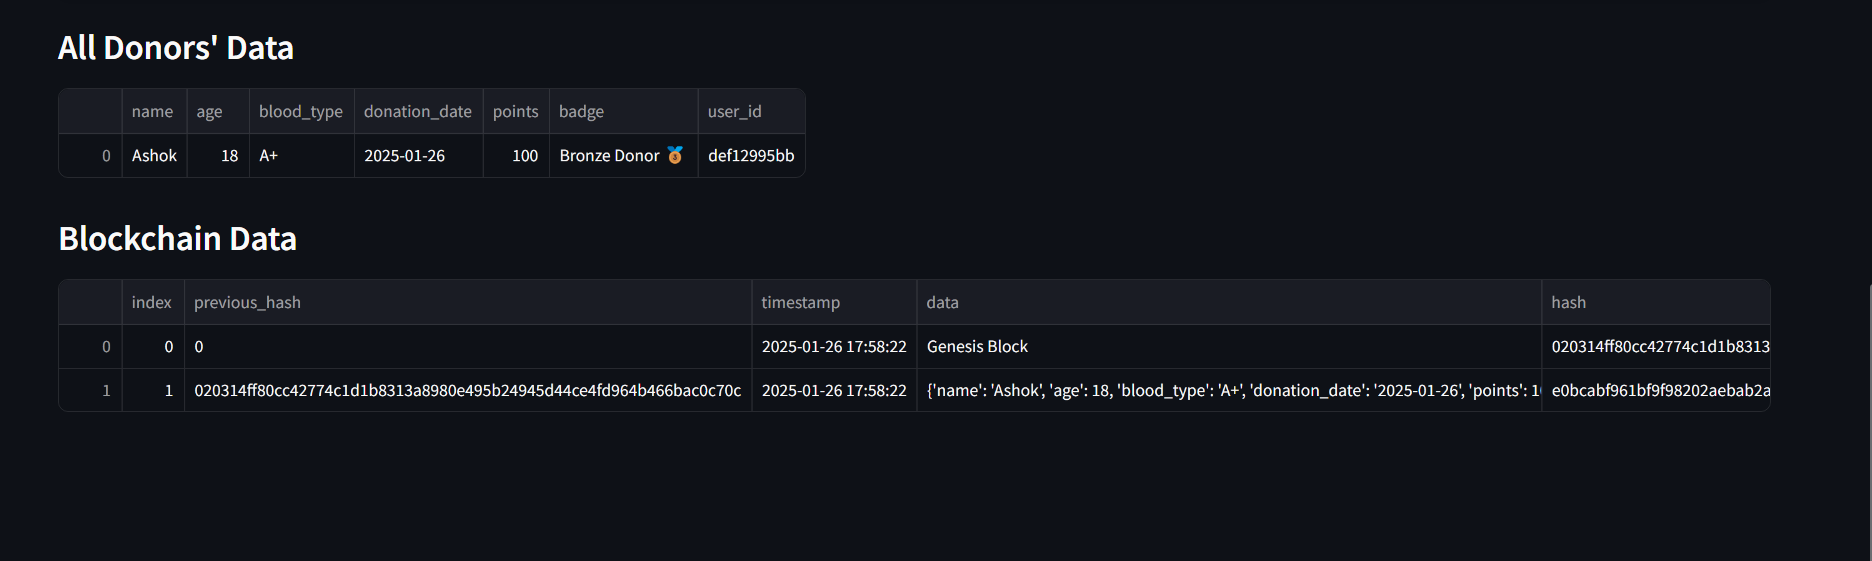 All Donors' Data
name age blood_type donation_date points badge user_id
0 Ashok 18 A+ 2025-01-26 100 Bronze Donor 🥉 def12995bb
Blockchain Data
index previous_hash timestamp data hash
0 0 0 2025-01-26 17:58:22 Genesis Block 020314ff80cc42774c1d1b8313
1 1 020314ff80cc42774c1d1b8313a8980e495b24945d44ce4fd964b466bac0c70c 2025-01-26 17:58:22 {'name': 'Ashok', 'age': 18, 'blood_type': 'A+', 'donation_date': '2025-01-26', 'points': 1 e0bcabf961bf9f98202aebab2a